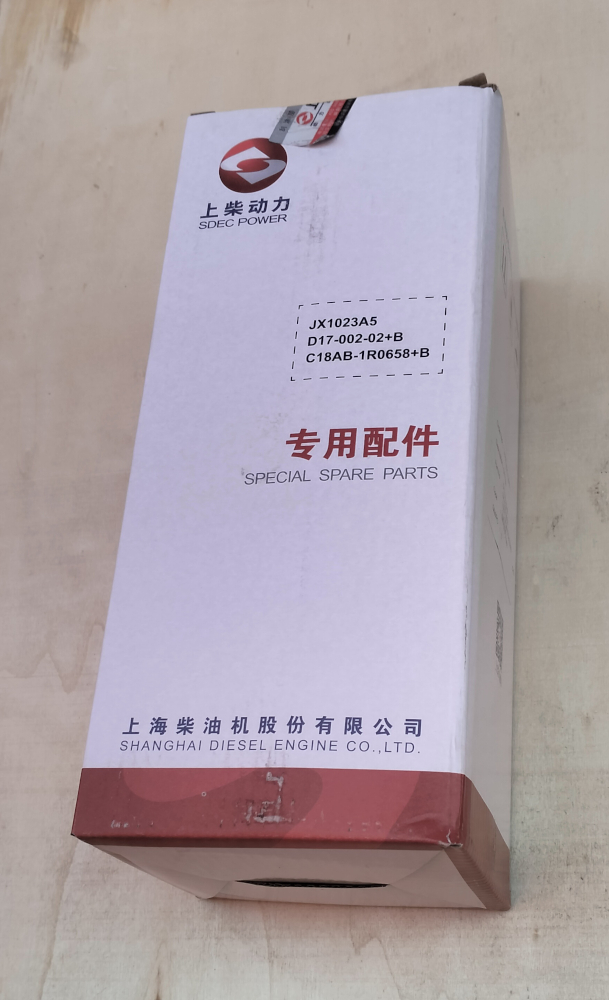 上柴动力
SDEC POWER
JX1023A5
D17-002-02+B
C18AB-1R0658+B
专用配件
SPECIAL SPARE PARTS
上海柴油机股份有限公司
SHANGHAI DIESEL ENGINE CO.,LTD.